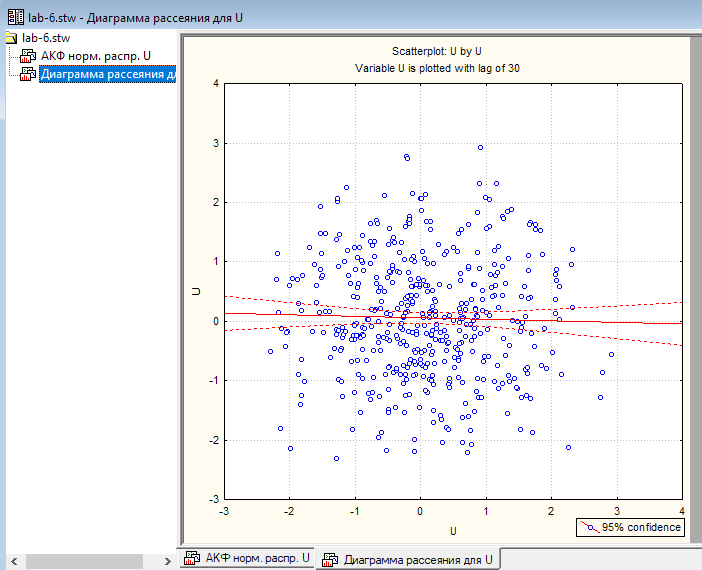 lab-6.stw - Диаграмма рассеяния для U
lab-6.stw
АКФ норм. распр. U
Диаграмма рассеяния дл
Scatterplot: U by U
Variable U is plotted with lag of 30
4
3
2
1
0
-1
-2
-3
U
-3 -2 -1 0 1 2 3 4
U
95% confidence
АКФ норм. распр. U
Диаграмма рассеяния для U